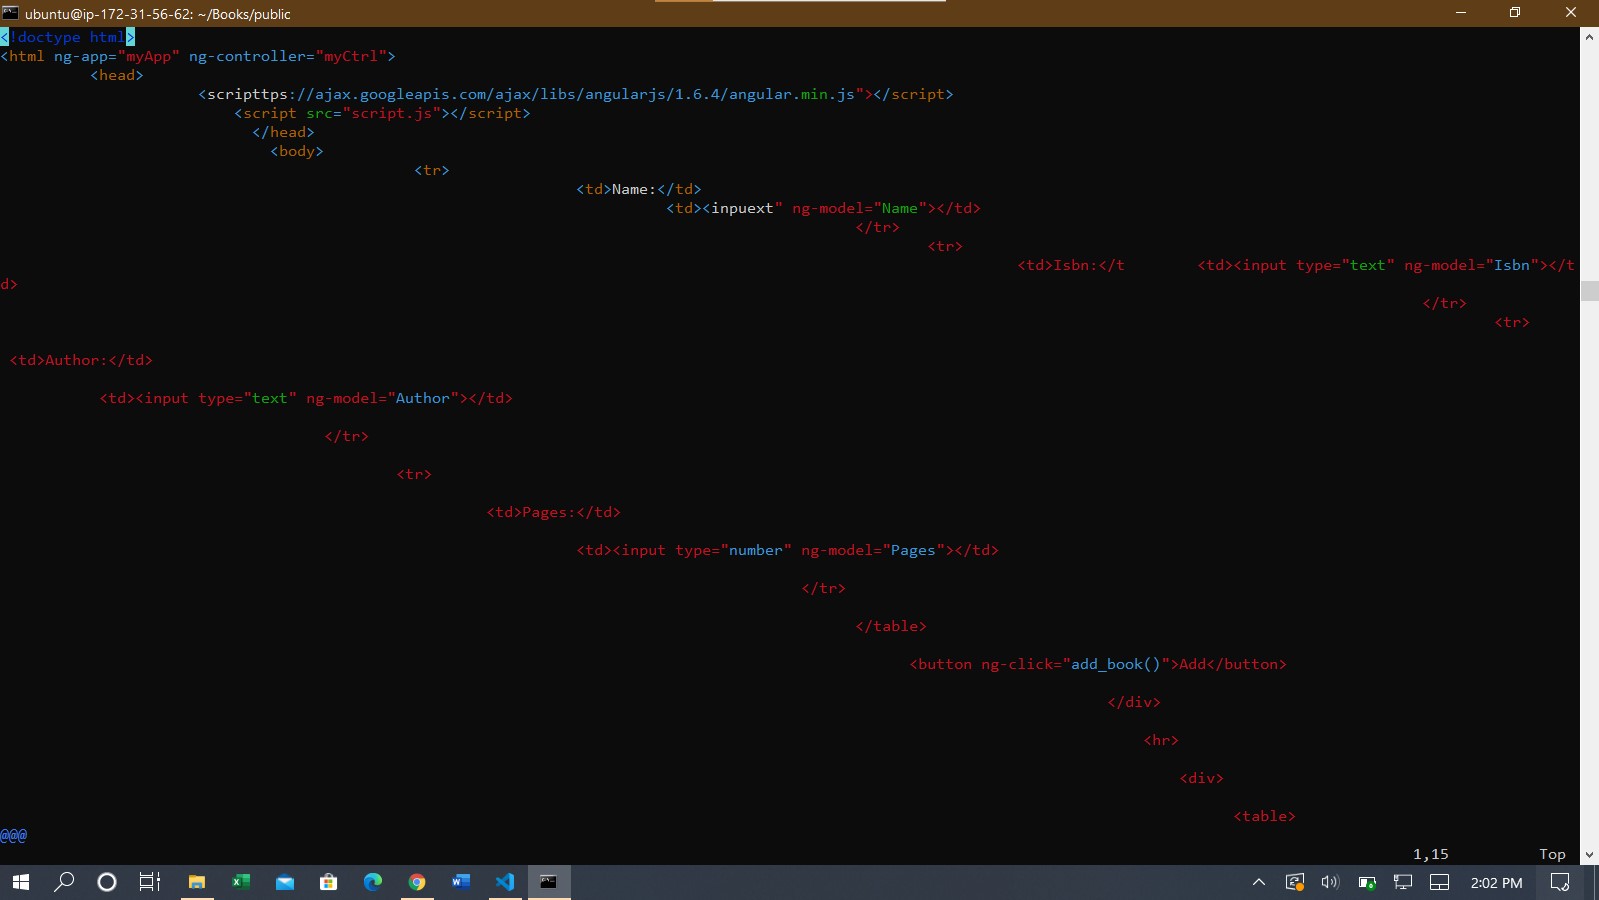 ubuntu@ip-172-31-56-62: ~/Books/public
<!doctype html>
<html ng-app="myApp" ng-controller="myCtrl">
<head>
<scripttps://ajax.googleapis.com/ajax/libs/angularjs/1.6.4/angular.min.js"></script>
<script src="script.js"></script>
</head>
<body>
<tr>
<td>Name:</td>
<td><inpuext" ng-model="Name"></td>
</tr>
<tr>
<td>Isbn:</t <td><input type="text" ng-model="Isbn"></t
d>
</tr>
<tr>
<td>Author:</td>
<td><input type="text" ng-model="Author"></td>
</tr>
<tr>
<td>Pages:</td>
<td><input type="number" ng-model="Pages"></td>
</tr>
</table>
<button ng-click="add_book()">Add</button>
</div>
<hr>
<div>
<table>
@@@
1,15 Top
2:02 PM